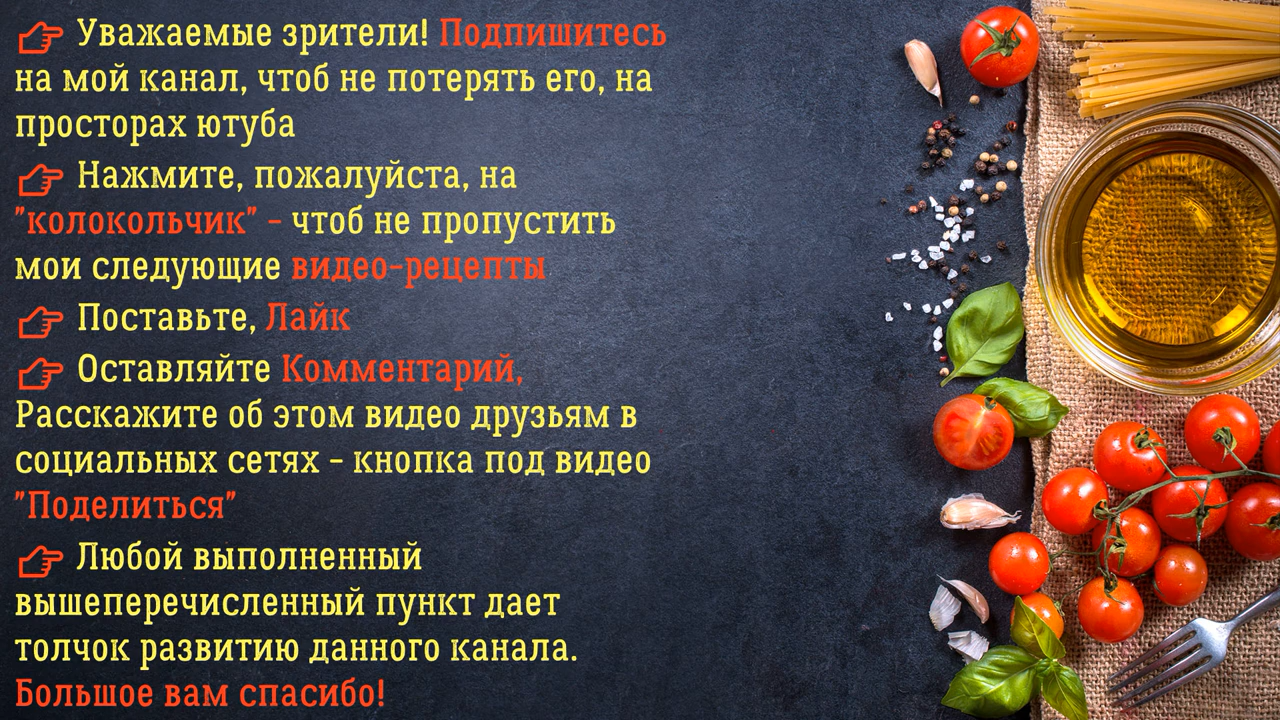 👉 Уважаемые зрители! Подпишитесь
на мой канал, чтоб не потерять его, на
просторах ютуба
👉 Нажмите, пожалуйста, на
"колокольчик" - чтоб не пропустить
мои следующие видео-рецепты
👉 Поставьте, Лайк
👉 Оставляйте Комментарий,
Расскажите об этом видео друзьям в
социальных сетях - кнопка под видео
"Поделиться"
👉 Любой выполненный
вышеперечисленный пункт дает
толчок развитию данного канала.
Большое вам спасибо!